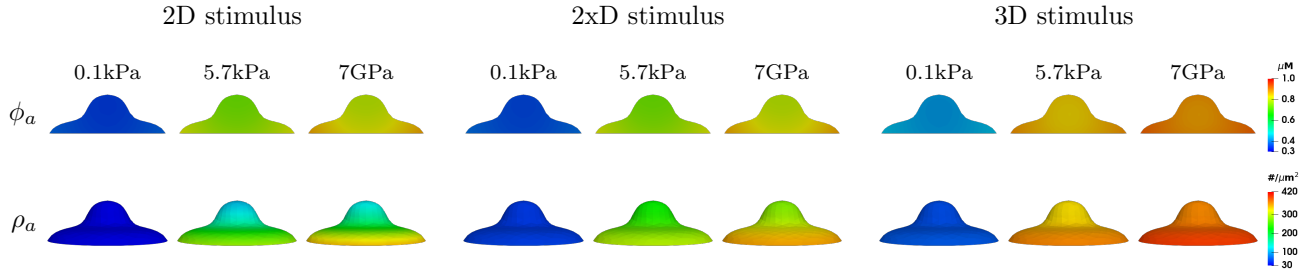 2D stimulus 2xD stimulus 3D stimulus
0.1kPa 5.7kPa 7GPa 0.1kPa 5.7kPa 7GPa 0.1kPa 5.7kPa 7GPa
μM
ϕₐ
1.0
0.8
0.6
0.4
0.3
#/μm²
ρₐ
420
300
200
100
30